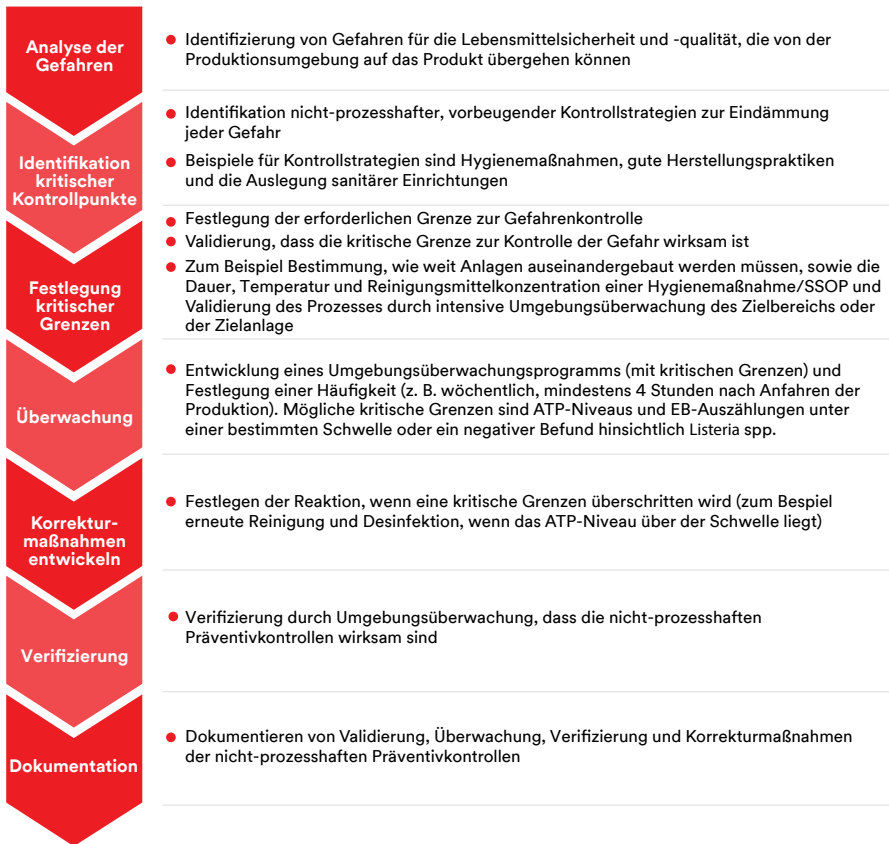 Analyse der
Gefahren
● Identifizierung von Gefahren für die Lebensmittelsicherheit und -qualität, die von der
Produktionsumgebung auf das Produkt übergehen können
Identifikation
kritischer
Kontrollpunkte
● Identifikation nicht-prozesshafter, vorbeugender Kontrollstrategien zur Eindämmung
jeder Gefahr
● Beispiele für Kontrollstrategien sind Hygienemaßnahmen, gute Herstellungspraktiken
und die Auslegung sanitärer Einrichtungen
Festlegung
kritischer
Grenzen
● Festlegung der erforderlichen Grenze zur Gefahrenkontrolle
● Validierung, dass die kritische Grenze zur Kontrolle der Gefahr wirksam ist
● Zum Beispiel Bestimmung, wie weit Anlagen auseinandergebaut werden müssen, sowie die
Dauer, Temperatur und Reinigungsmittelkonzentration einer Hygienemaßnahme/SSOP und
Validierung des Prozesses durch intensive Umgebungsüberwachung des Zielbereichs oder
der Zielanlage
Überwachung
● Entwicklung eines Umgebungsüberwachungsprogramms (mit kritischen Grenzen) und
Festlegung einer Häufigkeit (z. B. wöchentlich, mindestens 4 Stunden nach Anfahren der
Produktion). Mögliche kritische Grenzen sind ATP-Niveaus und EB-Auszählungen unter
einer bestimmten Schwelle oder ein negativer Befund hinsichtlich Listeria spp.
Korrektur-
maßnahmen
entwickeln
● Festlegen der Reaktion, wenn eine kritische Grenzen überschritten wird (zum Bespiel
erneute Reinigung und Desinfektion, wenn das ATP-Niveau über der Schwelle liegt)
Verifizierung
● Verifizierung durch Umgebungsüberwachung, dass die nicht-prozesshaften
Präventivkontrollen wirksam sind
Dokumentation
● Dokumentieren von Validierung, Überwachung, Verifizierung und Korrekturmaßnahmen
der nicht-prozesshaften Präventivkontrollen